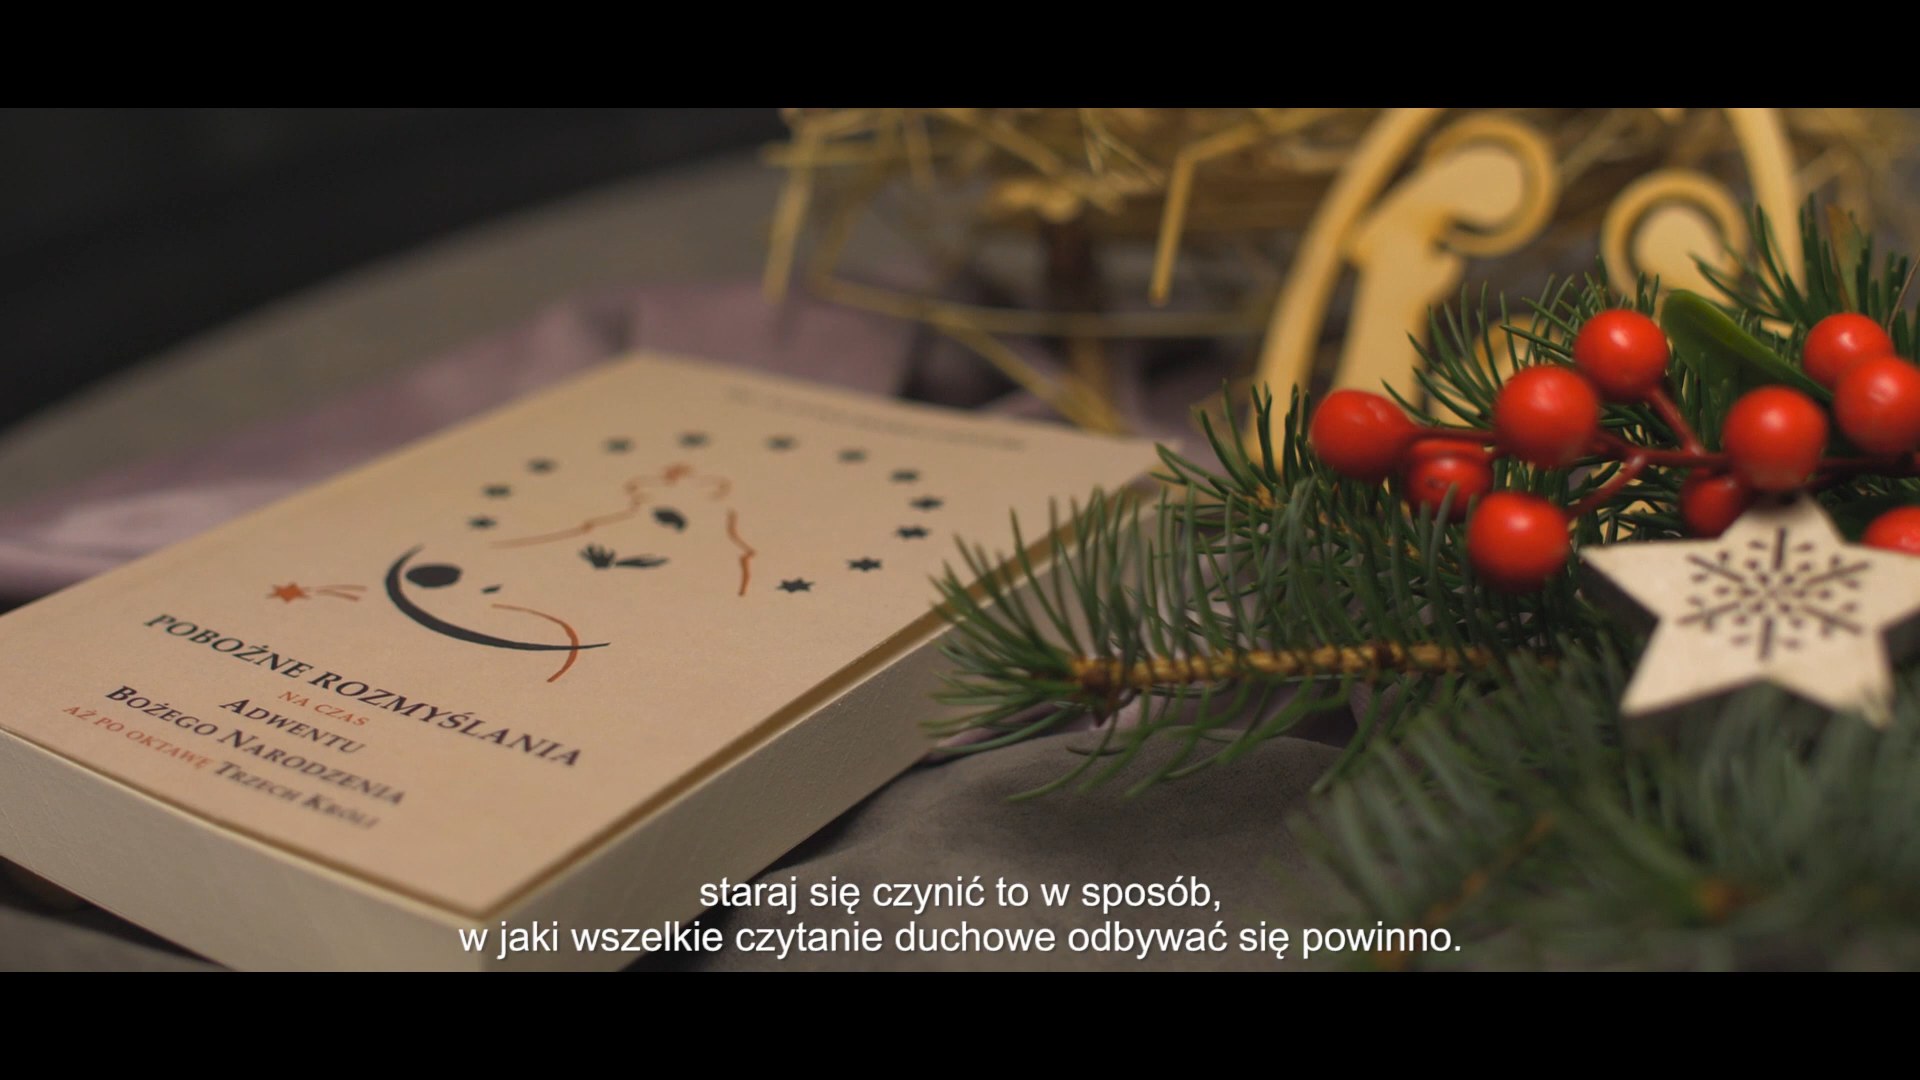 POBOŻNE ROZMYŚLANIA
NA CZAS
ADWENTU
BOŻEGO NARODZENIA
AŻ PO OKTAWĘ TRZECH KRÓLI
staraj się czynić to w sposób,
w jaki wszelkie czytanie duchowe odbywać się powinno.